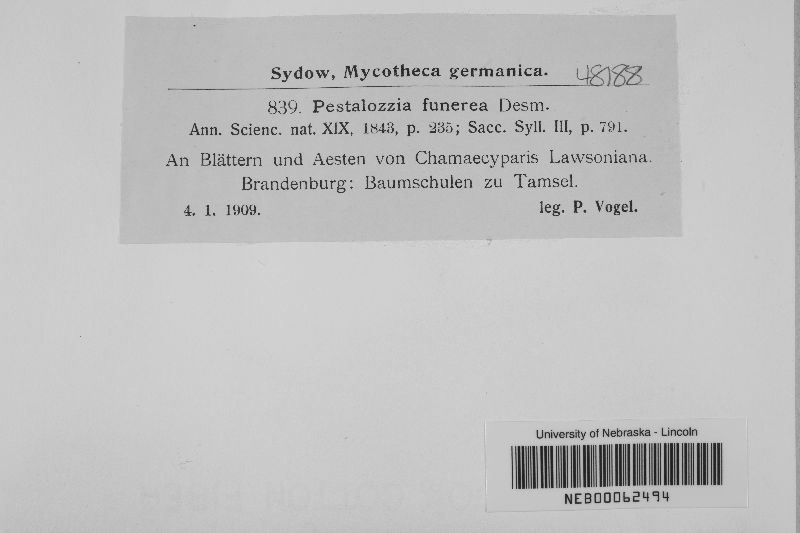 Sydow, Mycotheca germanica. 48188
839. Pestalozzia funerea Desm.
Ann. Scienc. nat. XIX, 1843, p. 235; Sacc. Syll. III, p. 791.
An Blättern und Aesten von Chamaecyparis Lawsoniana.
Brandenburg: Baumschulen zu Tamsel.
4. 1. 1909. leg. P. Vogel.
University of Nebraska - Lincoln
NEB00062494